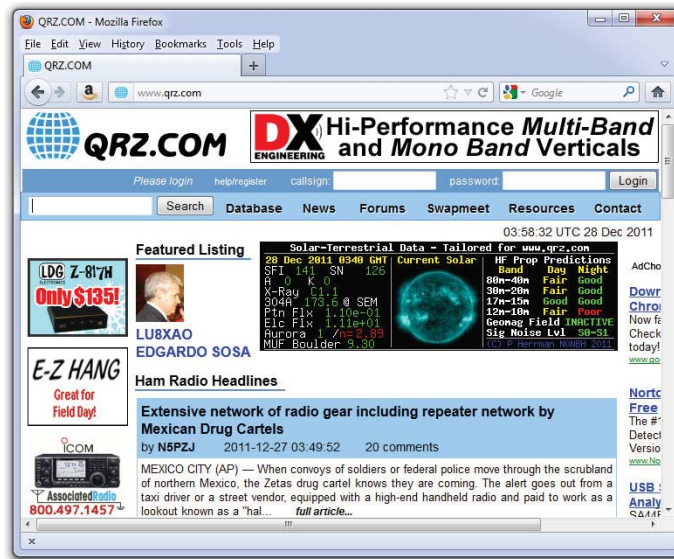 QRZ.COM - Mozilla Firefox
File Edit View History Bookmarks Tools Help
QRZ.COM +
a www.qrz.com Google
QRZ.COM
DX ENGINEERING
Hi-Performance Multi-Band
and Mono Band Verticals
Please login help/register callsign: password: Login
Search Database News Forums Swapmeet Resources Contact
03:58:32 UTC 28 Dec 2011
LDG Z-817H
ELECTRONICS
Only $135!
E-Z HANG
Great for
Field Day!
ICOM
AssociatedRadio
800.497.1457
Featured Listing
LU8XAO
EDGARDO SOSA
Solar-Terrestrial Data - Tailored for www.qrz.com
28 Dec 2011 0340 GMT
SFI 141 SN 126
A 0 K 0
X-Ray C1.1
304A 173.6 @ SEM
Ptn Flx 1.10e-01
Elc Flx 1.11e+01
Aurora 1 /n=2.89
MUF Boulder 9.30
Current Solar
HF Prop Predictions
Band Day Night
80m-40m Fair Good
30m-20m Fair Good
17m-15m Good Good
12m-10m Fair Poor
Geomag Field INACTIVE
Sig Noise Lvl S0-S1
(C) P Herrman N0NBH 2011
Ham Radio Headlines
Extensive network of radio gear including repeater network by
Mexican Drug Cartels
by N5PZJ 2011-12-27 03:49:52 20 comments
MEXICO CITY (AP) — When convoys of soldiers or federal police move through the scrubland
of northern Mexico, the Zetas drug cartel knows they are coming. The alert goes out from a
taxi driver or a street vendor, equipped with a high-end handheld radio and paid to work as a
lookout known as a "hal... full article...
AdCho
Down
Chro
Now fa
Check
today!
www.go
Norto
Free
The #1
Detect
Versio
www.No
USB S
Analy
SA44B
x